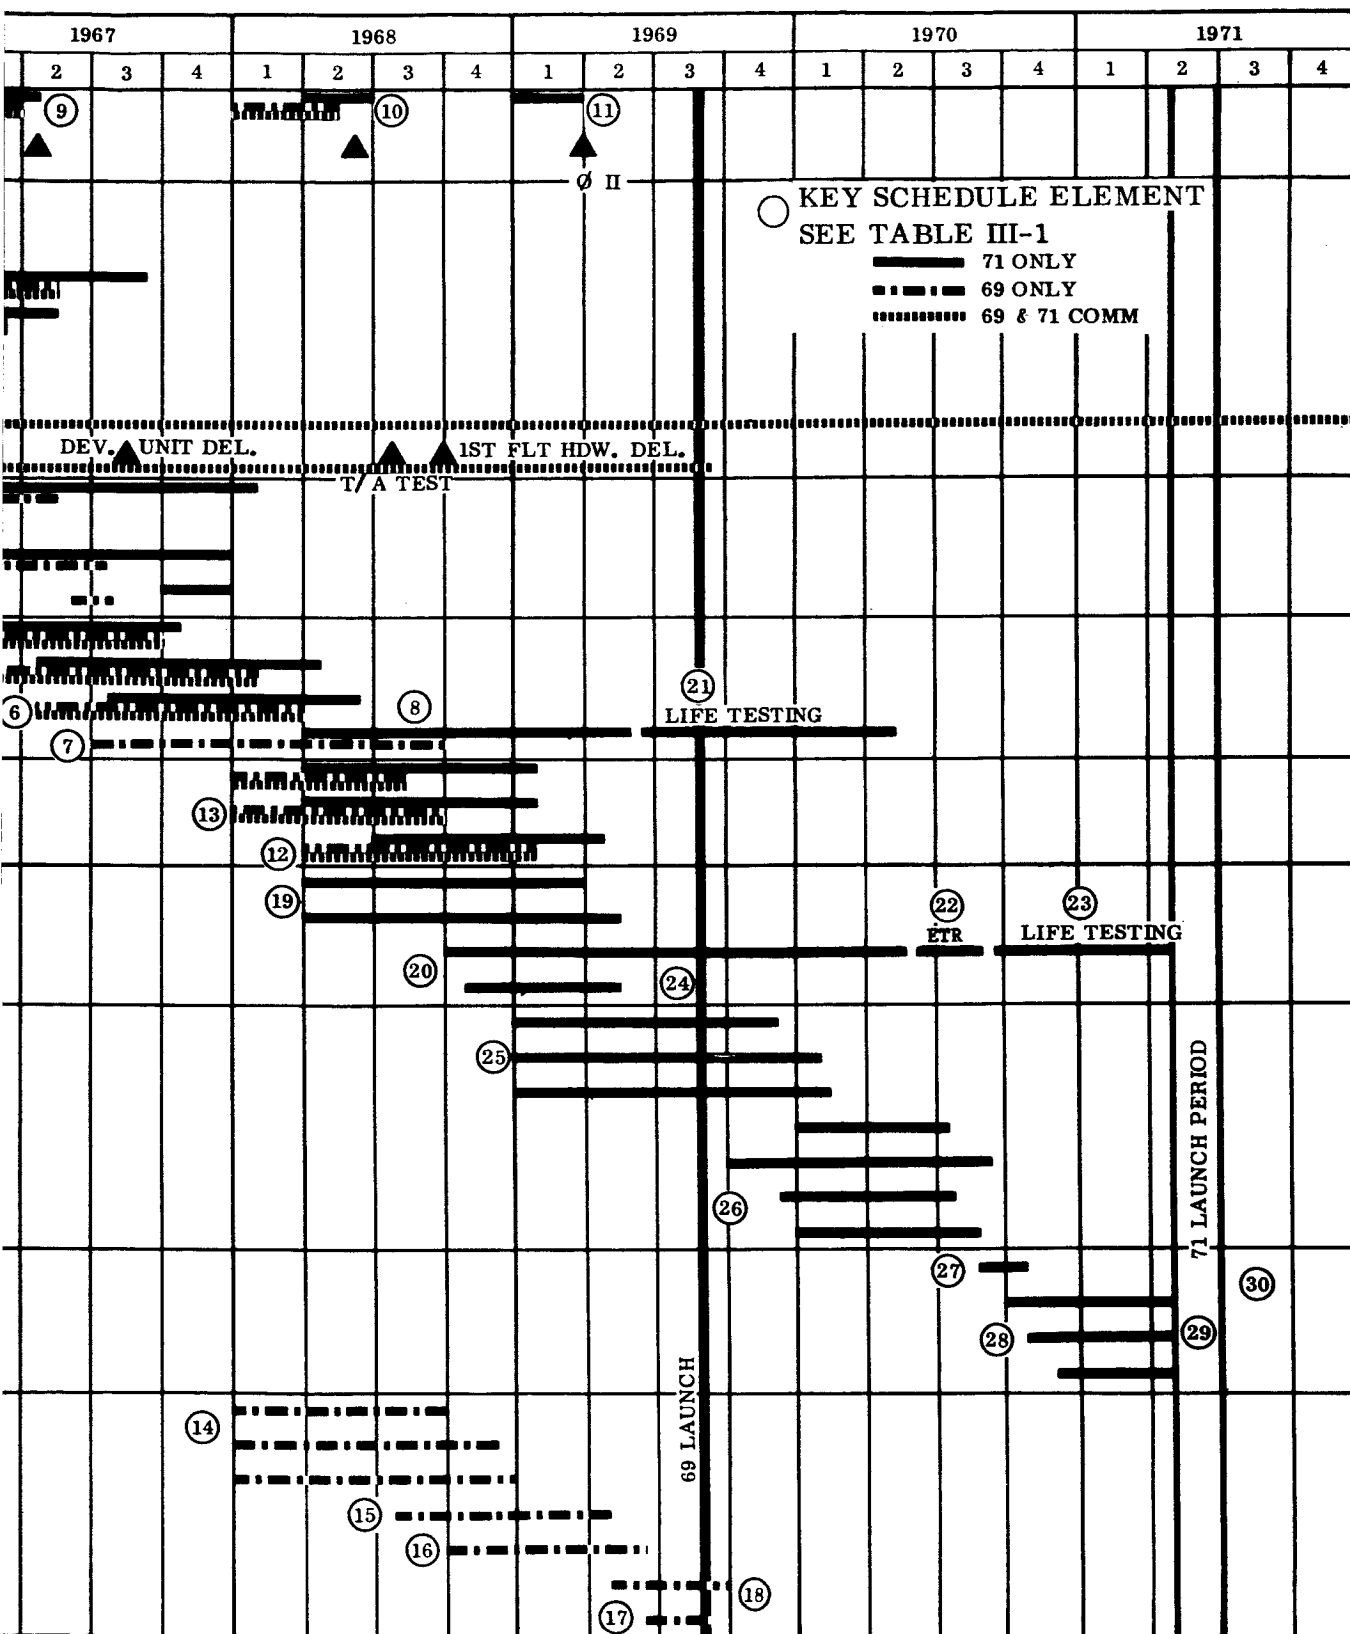 1967 1968 1969 1970 1971
2 3 4 1 2 3 4 1 2 3 4 1 2 3 4 1 2 3 4
9 10 11
Ø II
KEY SCHEDULE ELEMENT
SEE TABLE III-1
71 ONLY
69 ONLY
69 & 71 COMM
DEV. UNIT DEL. 1ST FLT HDW. DEL.
T/A TEST
21
6 8 LIFE TESTING
7
13
12
19 22 23
ETR LIFE TESTING
20 24
25
71 LAUNCH PERIOD
26
27 30
28 29
69 LAUNCH
14
15
16
18
17